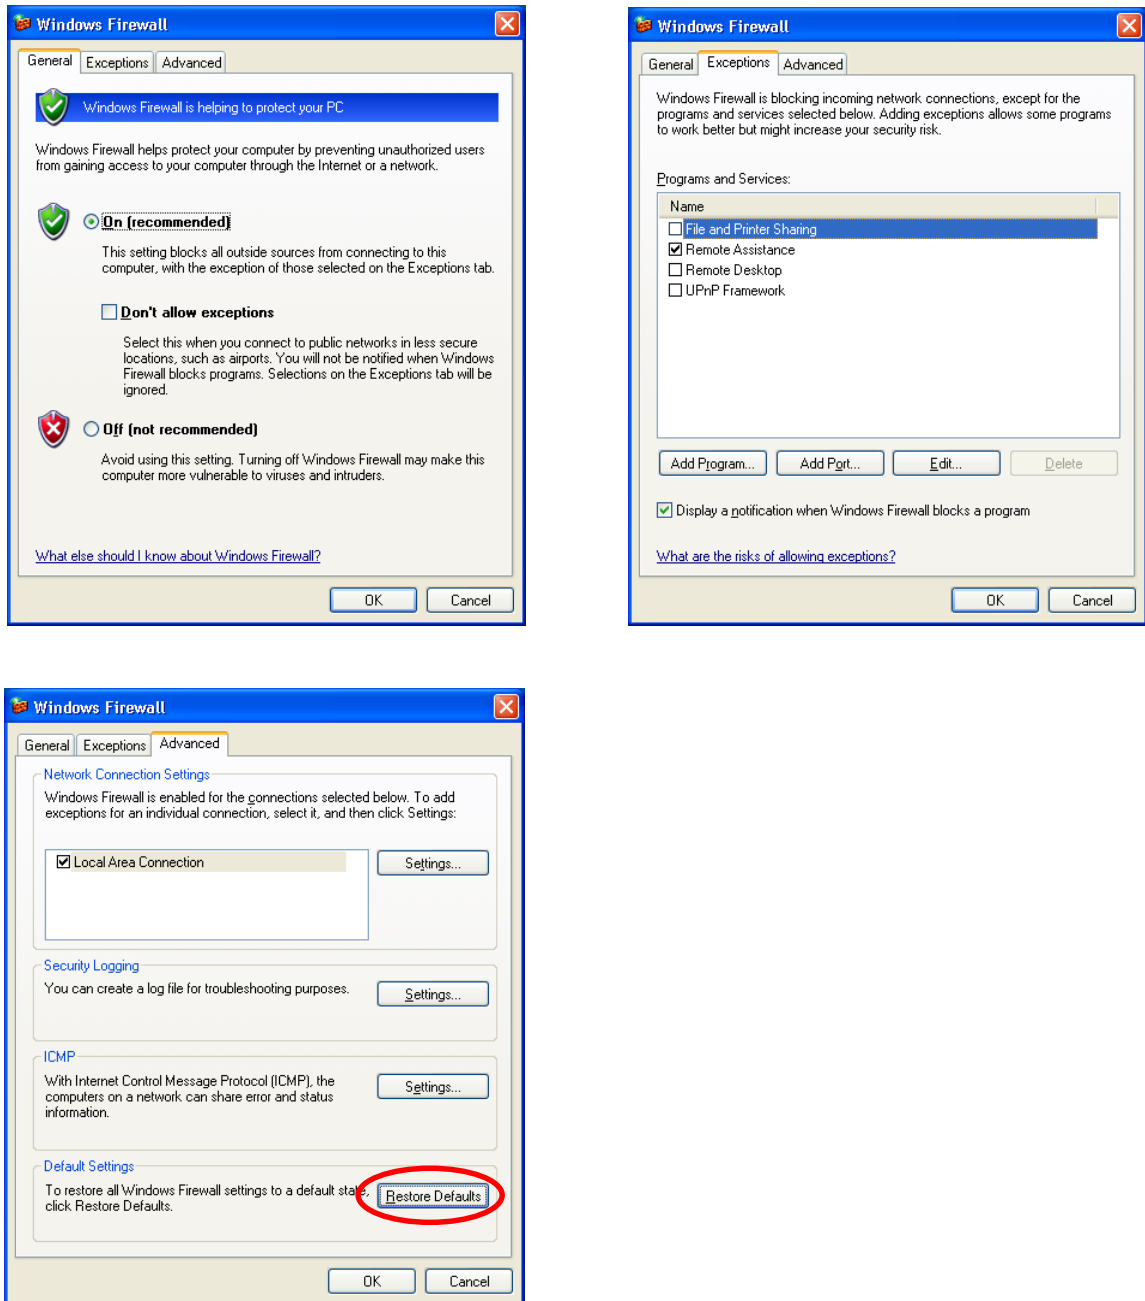 Windows Firewall
General Exceptions Advanced
Windows Firewall is helping to protect your PC
Windows Firewall helps protect your computer by preventing unauthorized users
from gaining access to your computer through the Internet or a network.
On (recommended)
This setting blocks all outside sources from connecting to this
computer, with the exception of those selected on the Exceptions tab.
Don't allow exceptions
Select this when you connect to public networks in less secure
locations, such as airports. You will not be notified when Windows
Firewall blocks programs. Selections on the Exceptions tab will be
ignored.
Off (not recommended)
Avoid using this setting. Turning off Windows Firewall may make this
computer more vulnerable to viruses and intruders.
What else should I know about Windows Firewall?
OK Cancel
Windows Firewall
General Exceptions Advanced
Windows Firewall is blocking incoming network connections, except for the
programs and services selected below. Adding exceptions allows some programs
to work better but might increase your security risk.
Programs and Services:
Name
File and Printer Sharing
Remote Assistance
Remote Desktop
UPnP Framework
Add Program... Add Port... Edit... Delete
Display a notification when Windows Firewall blocks a program
What are the risks of allowing exceptions?
OK Cancel
Windows Firewall
General Exceptions Advanced
Network Connection Settings
Windows Firewall is enabled for the connections selected below. To add
exceptions for an individual connection, select it, and then click Settings:
Local Area Connection
Settings...
Security Logging
You can create a log file for troubleshooting purposes.
Settings...
ICMP
With Internet Control Message Protocol (ICMP), the
computers on a network can share error and status
information.
Settings...
Default Settings
To restore all Windows Firewall settings to a default state,
click Restore Defaults.
Restore Defaults
OK Cancel